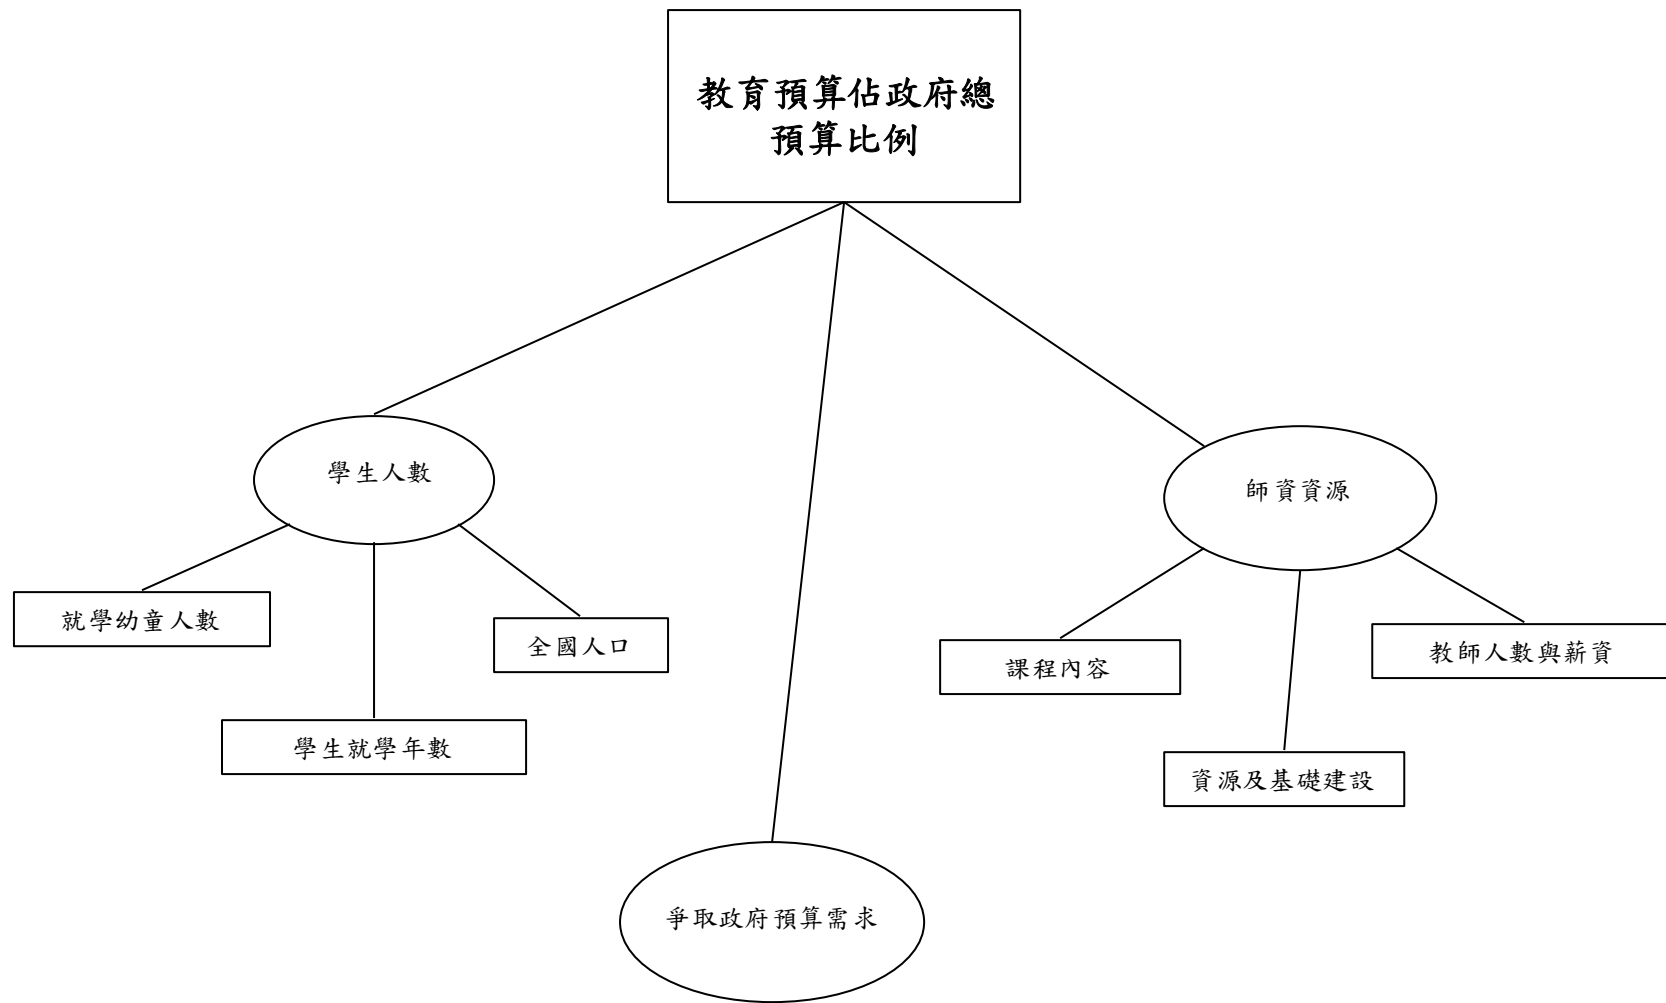 教育預算佔政府總
預算比例
學生人數
師資資源
就學幼童人數
全國人口
課程內容
教師人數與薪資
學生就學年數
資源及基礎建設
爭取政府預算需求